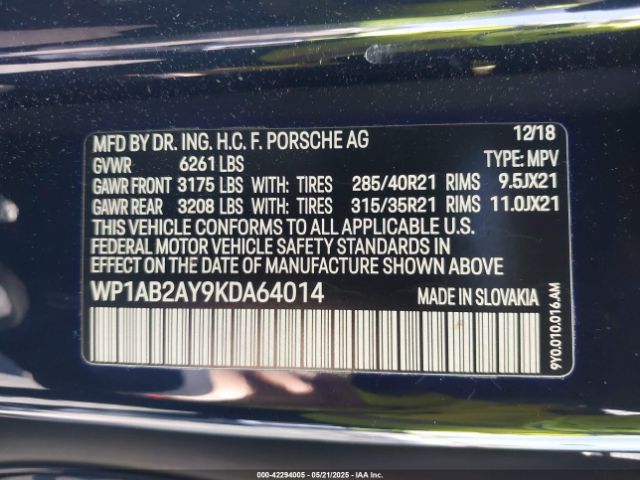 MFD BY DR. ING. H.C. F. PORSCHE AG 12/18
GVWR 6261 LBS TYPE: MPV
GAWR FRONT 3175 LBS WITH: TIRES 285/40R21 RIMS 9.5JX21
GAWR REAR 3208 LBS WITH: TIRES 315/35R21 RIMS 11.0JX21
THIS VEHICLE CONFORMS TO ALL APPLICABLE U.S.
FEDERAL MOTOR VEHICLE SAFETY STANDARDS IN
EFFECT ON THE DATE OF MANUFACTURE SHOWN ABOVE.
WP1AB2AY9KDA64014 MADE IN SLOVAKIA
9Y0.010.016.AM
000-42294005 - 05/21/2025 - IAA